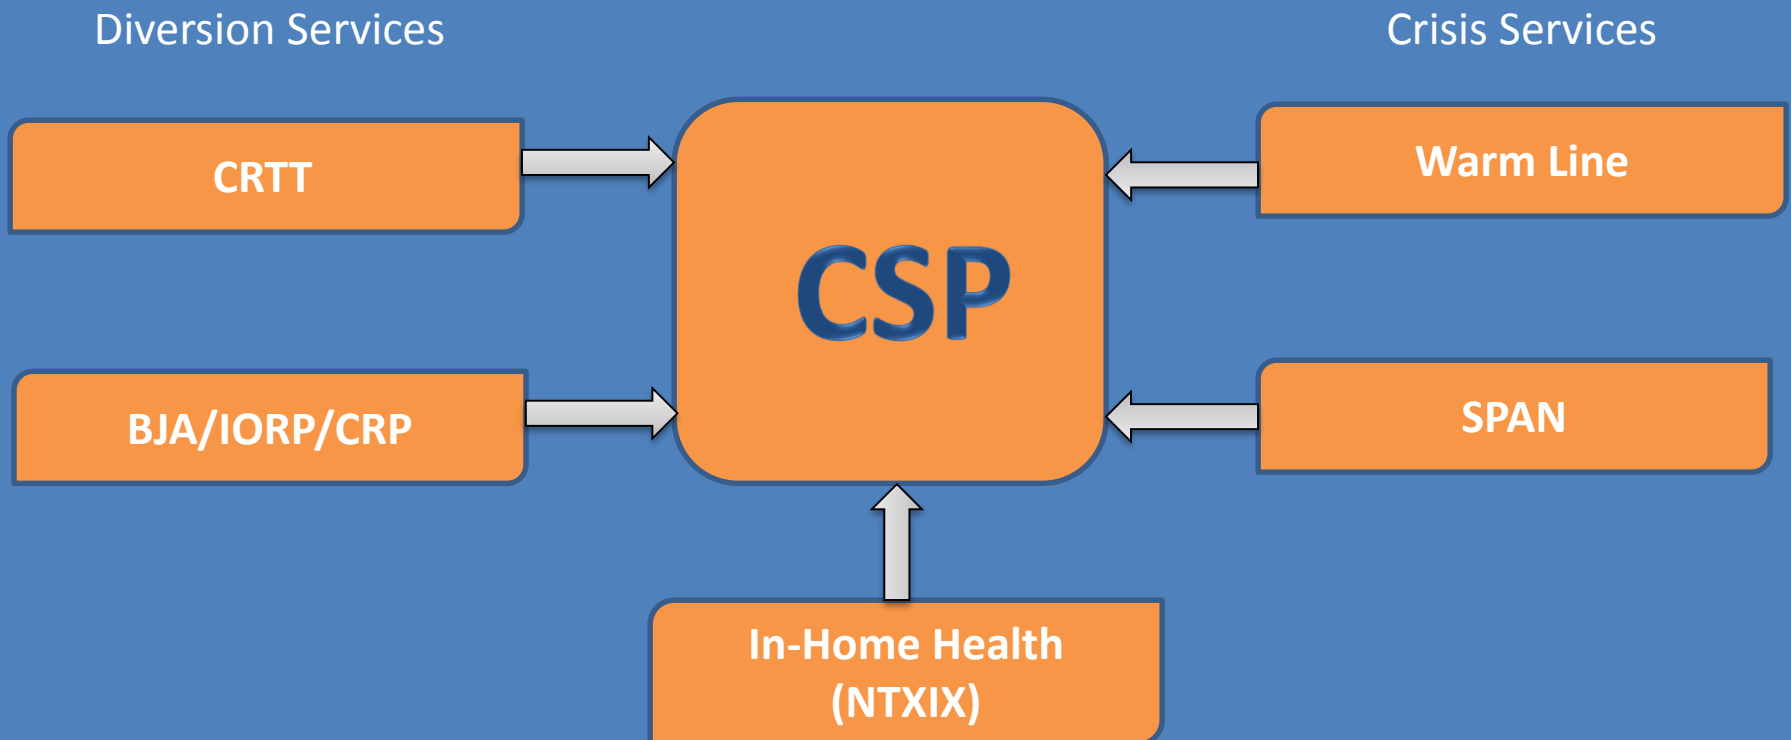 Diversion Services
Crisis Services
CRTT
Warm Line
CSP
BJA/IORP/CRP
SPAN
In-Home Health
(NTXIX)